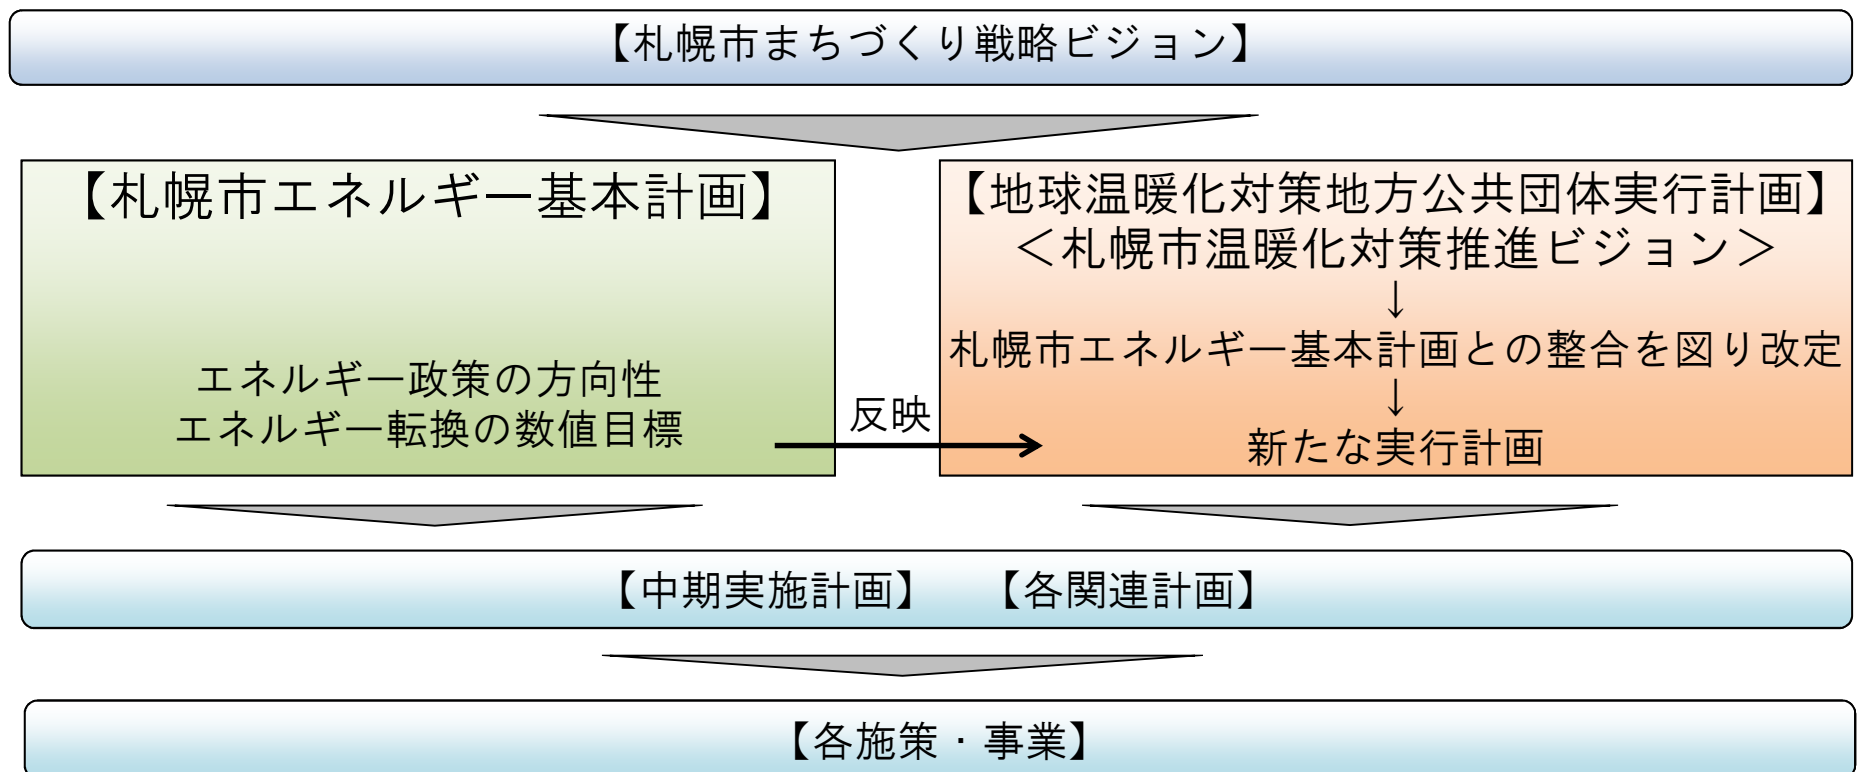 【札幌市まちづくり戦略ビジョン】
【札幌市エネルギー基本計画】
エネルギー政策の方向性
エネルギー転換の数値目標
反映
【地球温暖化対策地方公共団体実行計画】
＜札幌市温暖化対策推進ビジョン＞
↓
札幌市エネルギー基本計画との整合を図り改定
↓
新たな実行計画
【中期実施計画】　【各関連計画】
【各施策・事業】